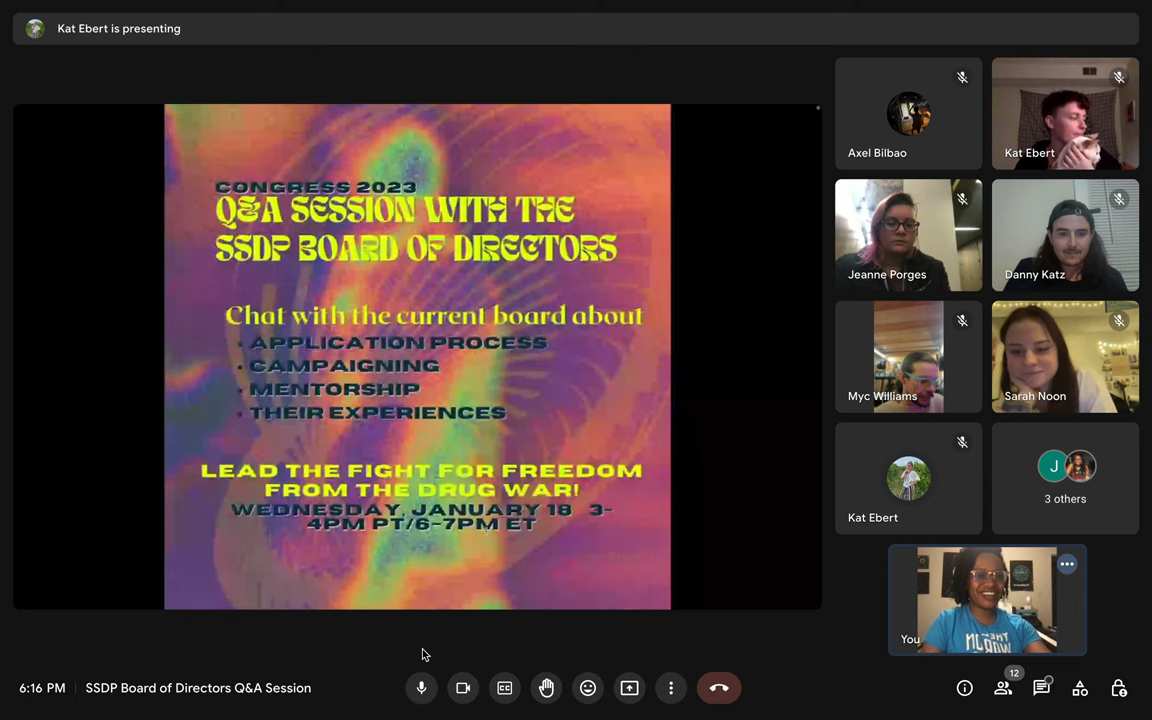 Kat Ebert is presenting
CONGRESS 2023
Q&A SESSION WITH THE
SSDP BOARD OF DIRECTORS
Chat with the current board about
• APPLICATION PROCESS
• CAMPAIGNING
• MENTORSHIP
• THEIR EXPERIENCES
LEAD THE FIGHT FOR FREEDOM
FROM THE DRUG WAR!
WEDNESDAY, JANUARY 18 3-
4PM PT/6-7PM ET
Axel Bilbao
Kat Ebert
Jeanne Porges
Danny Katz
Myc Williams
Sarah Noon
Kat Ebert
J
3 others
You
6:16 PM
SSDP Board of Directors Q&A Session
CC
12